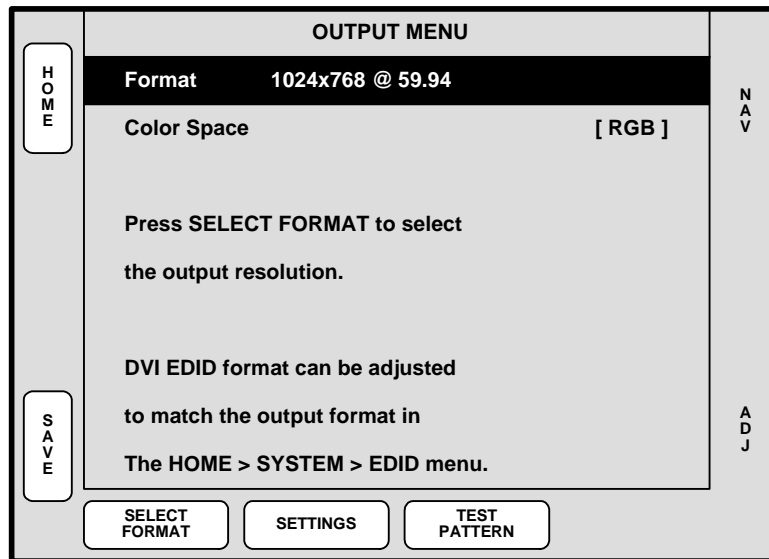 OUTPUT MENU
HOME
Format 1024x768 @ 59.94
NAV
Color Space [ RGB ]
Press SELECT FORMAT to select
the output resolution.
DVI EDID format can be adjusted
to match the output format in
The HOME > SYSTEM > EDID menu.
SAVE
ADJ
SELECT
FORMAT
SETTINGS
TEST
PATTERN